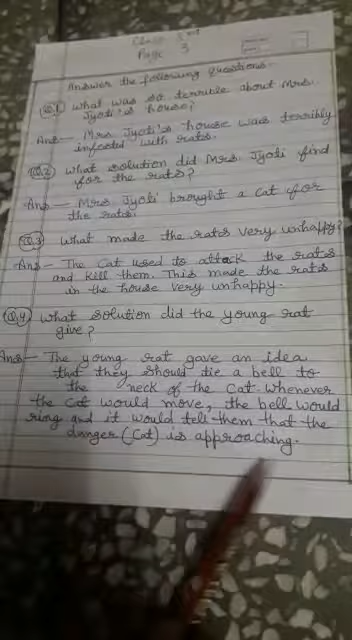 Class 3rd
Page 3
Answer the following questions.
Q.1 What was so terrible about Mrs.
Jyoti's house?
Ans- Mrs Jyoti's house was terribly
infested with rats.
Q.2 What solution did Mrs. Jyoti find
for the rats?
Ans- Mrs. Jyoti brought a cat for
the rats.
Q.3 What made the rats very unhappy?
Ans- The Cat used to attack the rats
and kill them. This made the rats
in the house very unhappy.
Q.4 What solution did the young rat
give?
Ans- The young rat gave an idea
that they should tie a bell to
the neck of the Cat. Whenever
the Cat would move, the bell would
ring and it would tell them that the
danger (Cat) is approaching.